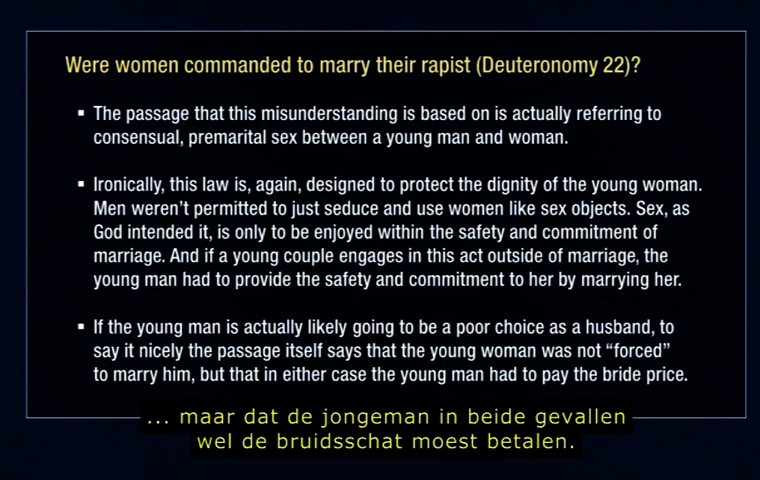 Were women commanded to marry their rapist (Deuteronomy 22)?
▪ The passage that this misunderstanding is based on is actually referring to
consensual, premarital sex between a young man and woman.
▪ Ironically, this law is, again, designed to protect the dignity of the young woman.
Men weren't permitted to just seduce and use women like sex objects. Sex, as
God intended it, is only to be enjoyed within the safety and commitment of
marriage. And if a young couple engages in this act outside of marriage, the
young man had to provide the safety and commitment to her by marrying her.
▪ If the young man is actually likely going to be a poor choice as a husband, to
say it nicely the passage itself says that the young woman was not “forced”
to marry him, but that in either case the young man had to pay the bride price.
... maar dat de jongeman in beide gevallen
wel de bruidsschat moest betalen.